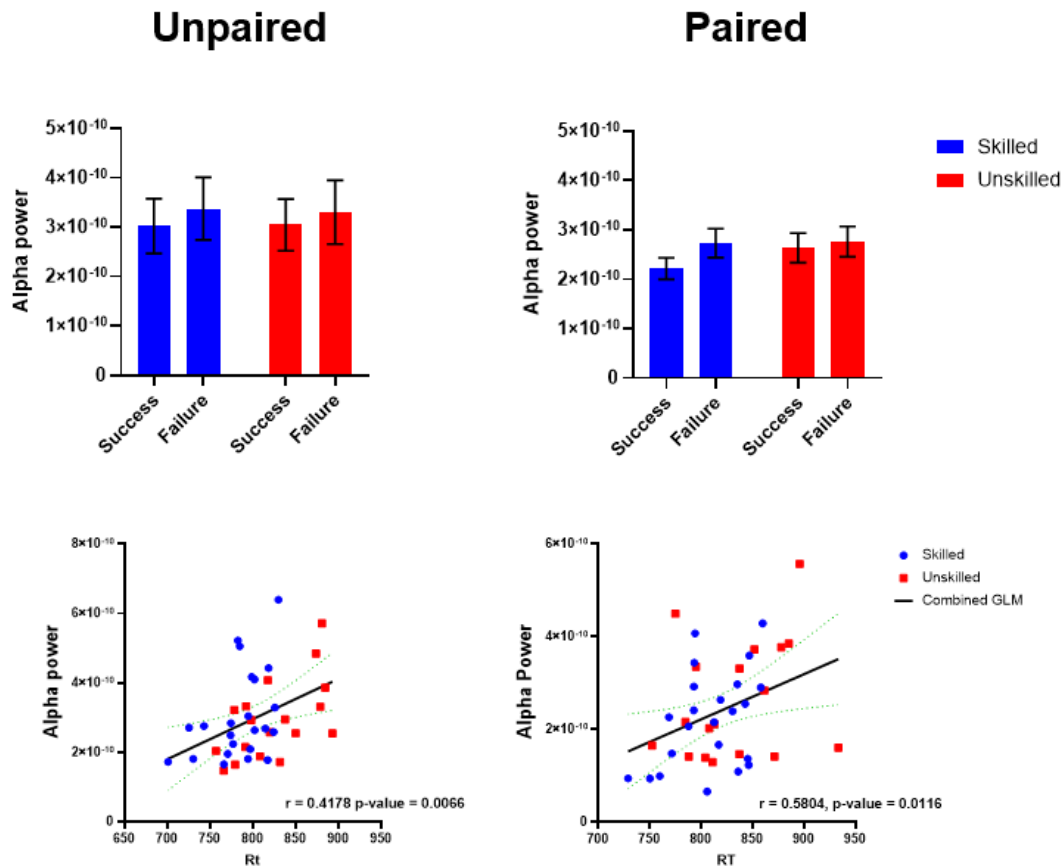 Unpaired
Paired
5×10⁻¹⁰
4×10⁻¹⁰
3×10⁻¹⁰
2×10⁻¹⁰
1×10⁻¹⁰
0
Alpha power
Success
Failure
Success
Failure
5×10⁻¹⁰
4×10⁻¹⁰
3×10⁻¹⁰
2×10⁻¹⁰
1×10⁻¹⁰
0
Alpha power
Success
Failure
Success
Failure
Skilled
Unskilled
8×10⁻¹⁰
6×10⁻¹⁰
4×10⁻¹⁰
2×10⁻¹⁰
0
Alpha power
r = 0.4178 p-value = 0.0066
650 700 750 800 850 900 950
Rt
6×10⁻¹⁰
4×10⁻¹⁰
2×10⁻¹⁰
0
Alpha Power
r = 0.5804, p-value = 0.0116
700 750 800 850 900 950
RT
Skilled
Unskilled
Combined GLM